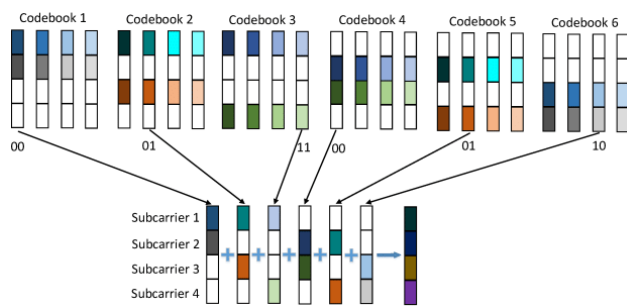 Codebook 1 Codebook 2 Codebook 3 Codebook 4 Codebook 5 Codebook 6
00 01 11 00 01 10
Subcarrier 1
Subcarrier 2
Subcarrier 3
Subcarrier 4